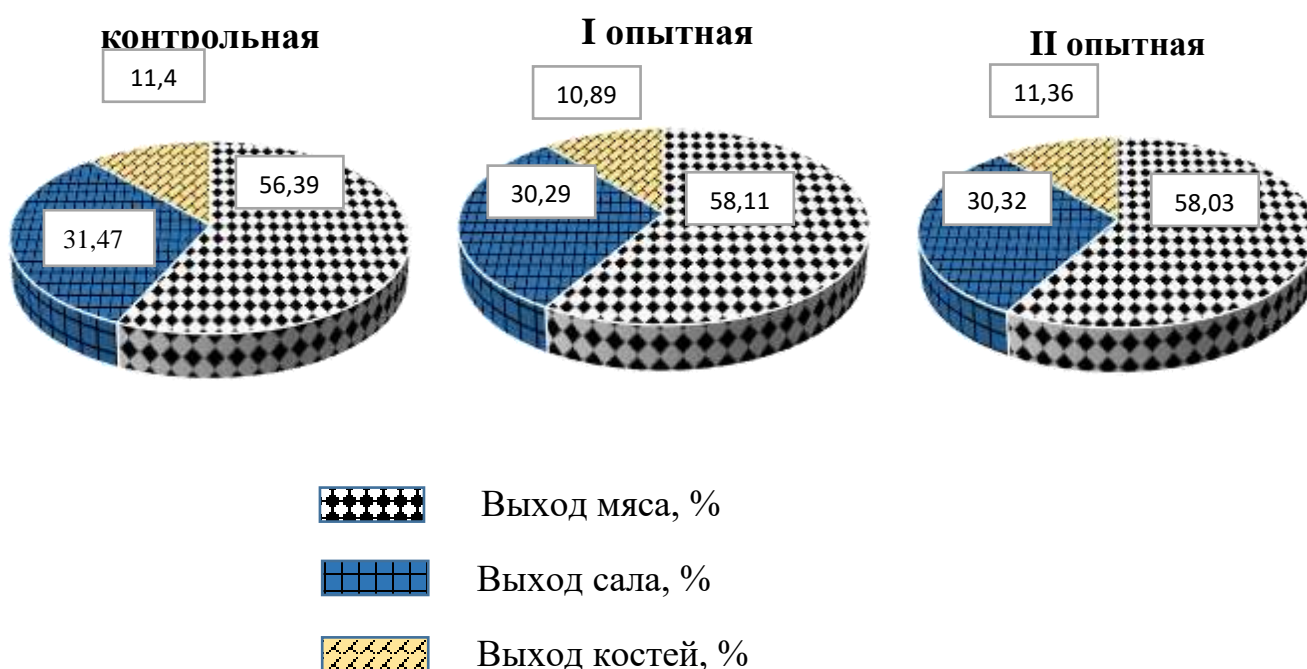 контрольная
11,4
56,39
31,47
I опытная
10,89
30,29
58,11
II опытная
11,36
30,32
58,03
Выход мяса, %
Выход сала, %
Выход костей, %